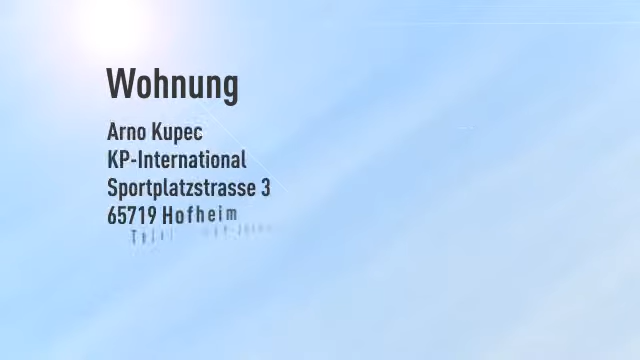 Wohnung
Arno Kupec
KP-International
Sportplatzstrasse 3
65719 Hofheim